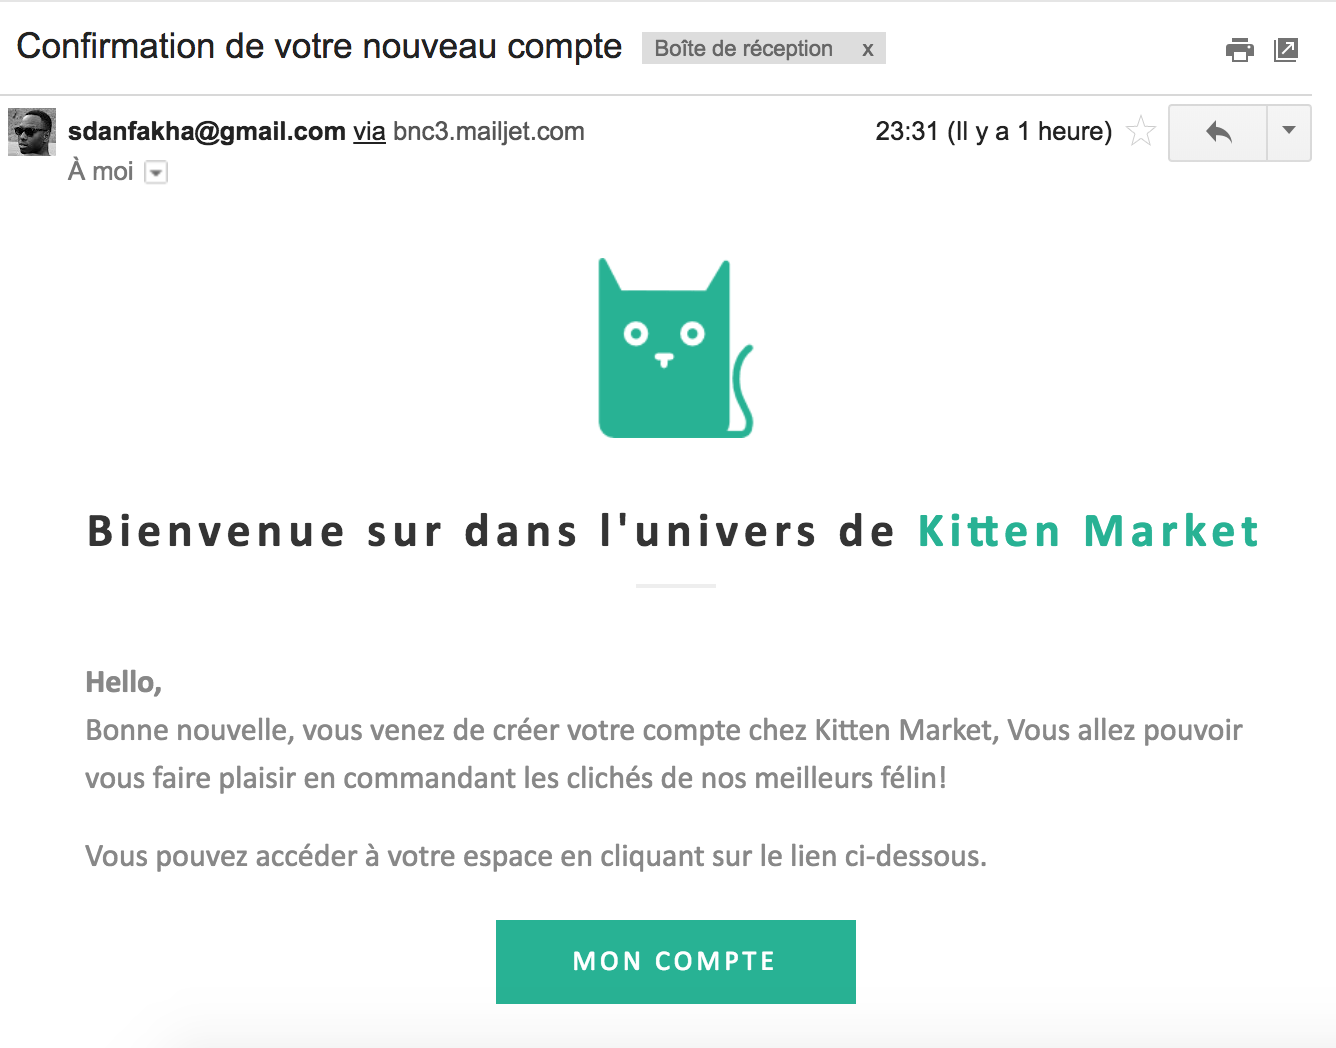 Confirmation de votre nouveau compte Boîte de réception x
sdanfakha@gmail.com via bnc3.mailjet.com 23:31 (Il y a 1 heure)
À moi
Bienvenue sur dans l'univers de Kitten Market
Hello,
Bonne nouvelle, vous venez de créer votre compte chez Kitten Market, Vous allez pouvoir
vous faire plaisir en commandant les clichés de nos meilleurs félin!
Vous pouvez accéder à votre espace en cliquant sur le lien ci-dessous.
MON COMPTE